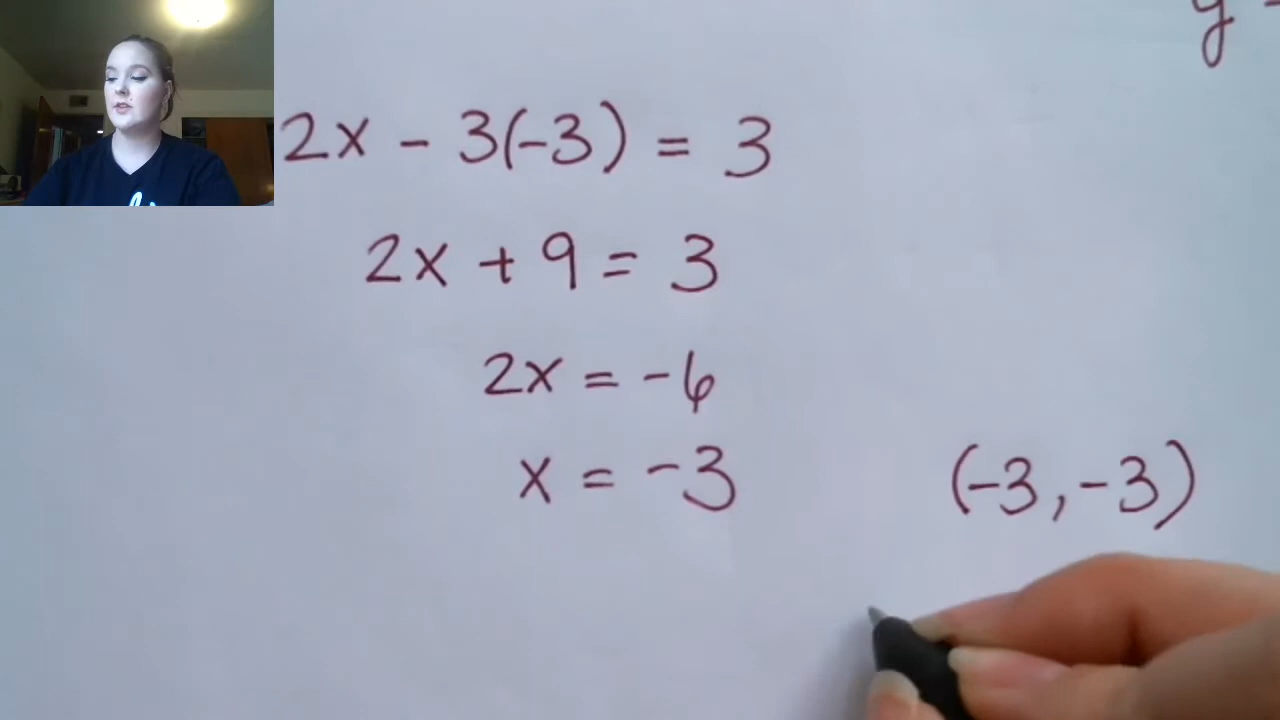 y
2x - 3(-3) = 3
2x + 9 = 3
2x = -6
x = -3
(-3, -3)